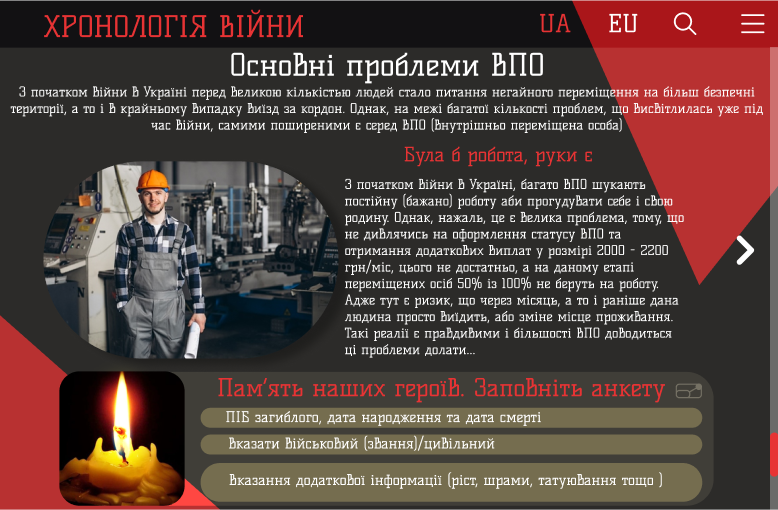 ХРОНОЛОГІЯ ВІЙНИ
UA EU
Основні проблеми ВПО
З початком війни в Україні перед великою кількістью людей стало питання негайного переміщення на більш безпечні
території, а то і в крайньому випадку виїзд за кордон. Однак, на межі багатої кількості проблем, що висвітлилась уже під
час війни, самими поширеними є серед ВПО (внутрішньо переміщена особа)
Була б робота, руки є
З початком війни в Україні, багато ВПО шукають
постійну (бажано) роботу аби прогудувати себе і свою
родину. Однак, нажаль, це є велика проблема, тому, що
не дивлячись на оформлення статусу ВПО та
отримання додаткових виплат у розмірі 2000 - 2200
грн/міс, цього не достатньо, а на даному етапі
переміщених осіб 50% із 100% не беруть на роботу.
Адже тут є ризик, що через місяць, а то і раніше дана
людина просто виїдить, або зміне місце проживання.
Такі реалії є правдивими і більшості ВПО доводиться
ці проблеми долати...
Пам'ять наших героїв. Заповніть анкету
ПІБ загиблого, дата народження та дата смерті
вказати військовий (звання)/цивільний
вказання додаткової інформації (ріст, шрами, татуювання тощо )